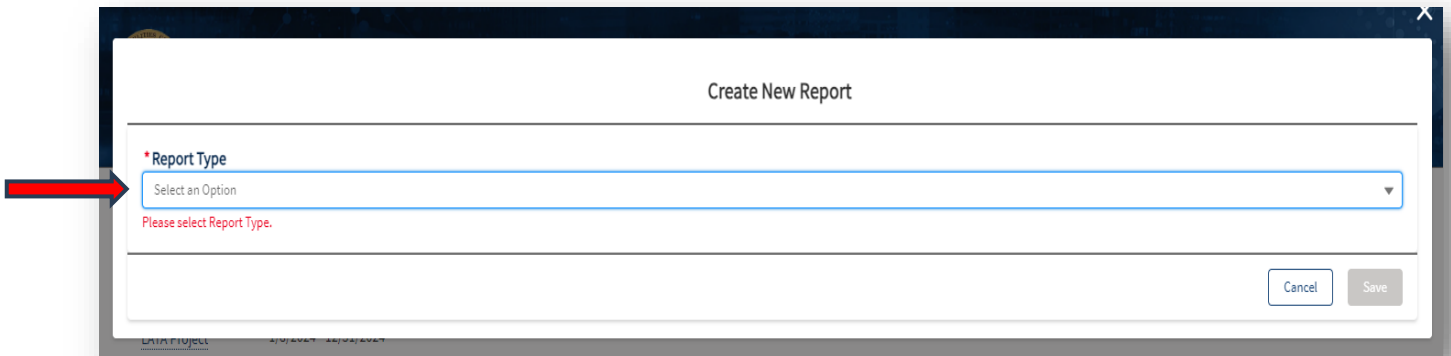 X
Create New Report
*Report Type
Select an Option
Please select Report Type.
Cancel Save